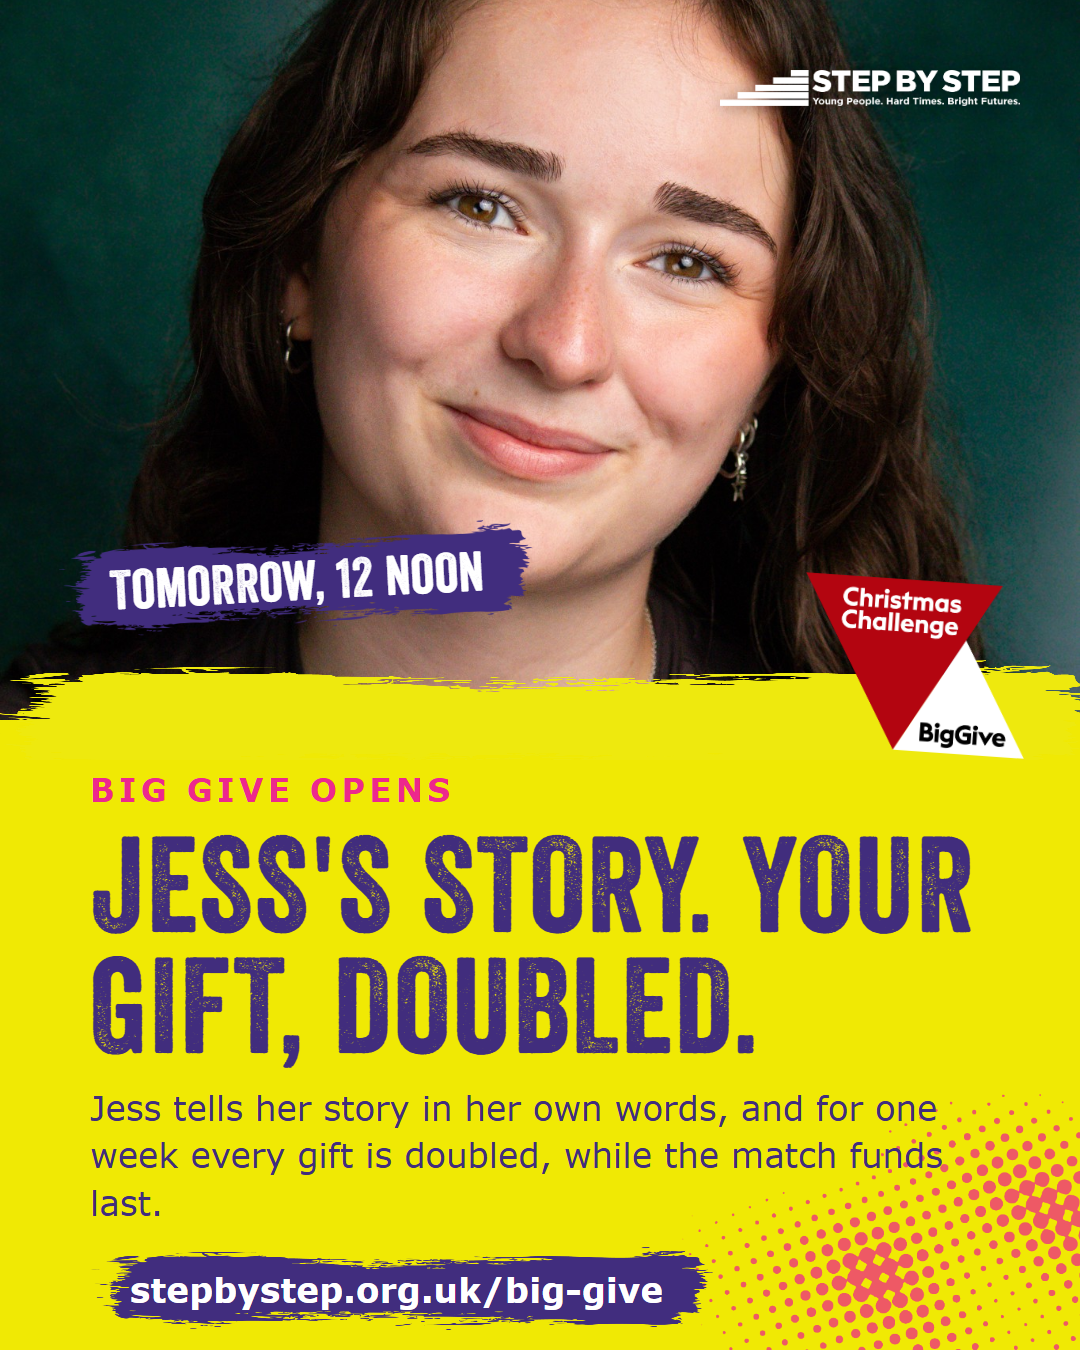 STEP BY STEP
Young People. Hard Times. Bright Futures.
TOMORROW, 12 NOON
Christmas
Challenge
BigGive
BIG GIVE OPENS
JESS'S STORY. YOUR
GIFT, DOUBLED.
Jess tells her story in her own words, and for one
week every gift is doubled, while the match funds
last.
stepbystep.org.uk/big-give